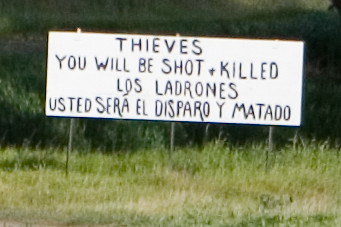 THIEVES
YOU WILL BE SHOT + KILLED
LOS LADRONES
USTED SERA EL DISPARO Y MATADO